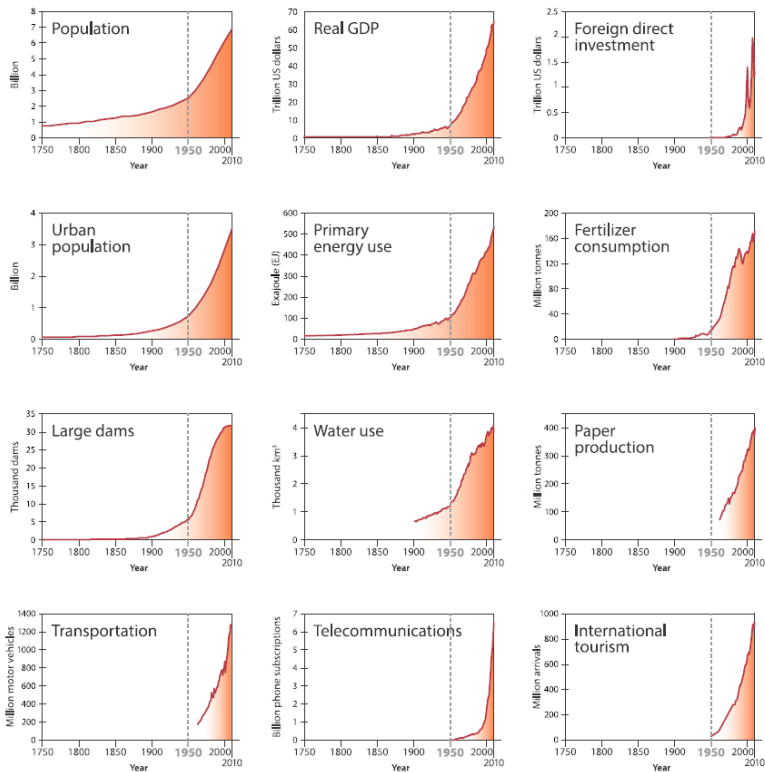 Population
Billion
8
7
6
5
4
3
2
1
0
1750 1800 1850 1900 1950 2000 2010
Year
Real GDP
Trillion US dollars
70
60
50
40
30
20
10
0
1750 1800 1850 1900 1950 2000 2010
Year
Foreign direct
investment
Trillion US dollars
2.5
2
1.5
1
0.5
0
1750 1800 1850 1900 1950 2000 2010
Year
Urban
population
Billion
4
3
2
1
0
1750 1800 1850 1900 1950 2000 2010
Year
Primary
energy use
Exajoule (EJ)
600
500
400
300
200
100
0
1750 1800 1850 1900 1950 2000 2010
Year
Fertilizer
consumption
Million tonnes
200
160
120
80
40
0
1750 1800 1850 1900 1950 2000 2010
Year
Large dams
Thousand dams
35
30
25
20
15
10
5
0
1750 1800 1850 1900 1950 2000 2010
Year
Water use
Thousand km³
4
3
2
1
0
1750 1800 1850 1900 1950 2000 2010
Year
Paper
production
Million tonnes
400
300
200
100
0
1750 1800 1850 1900 1950 2000 2010
Year
Transportation
Million motor vehicles
1400
1200
1000
800
600
400
200
0
1750 1800 1850 1900 1950 2000 2010
Year
Telecommunications
Billion phone subscriptions
7
6
5
4
3
2
1
0
1750 1800 1850 1900 1950 2000 2010
Year
International
tourism
Million arrivals
1000
800
600
400
200
0
1750 1800 1850 1900 1950 2000 2010
Year